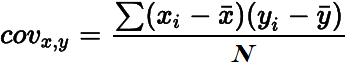 cov_{x,y} = \frac{\sum (x_i - \bar{x})(y_i - \bar{y})}{N}